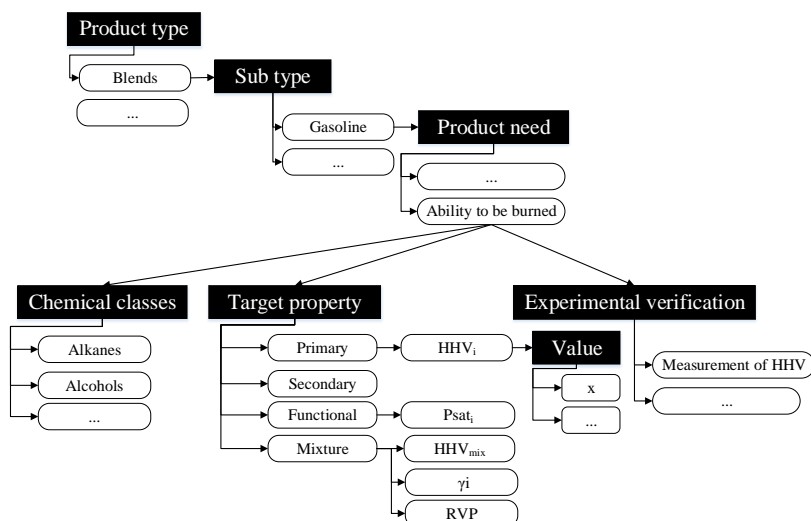 Product type
Blends
Sub type
...
Gasoline
Product need
...
...
Ability to be burned
Chemical classes
Target property
Experimental verification
Alkanes
Primary
HHVi
Value
Measurement of HHV
Alcohols
Secondary
x
...
...
Functional
Psati
...
Mixture
HHVmix
γi
RVP